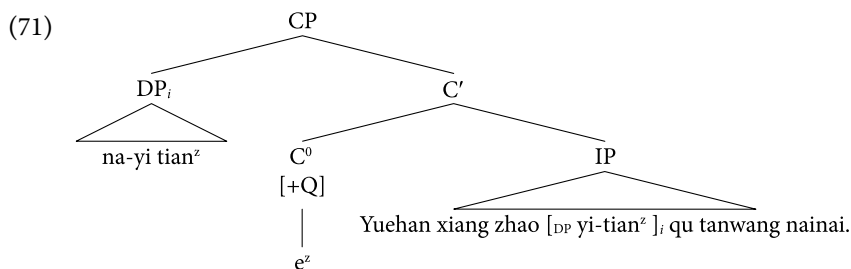 (71)
CP
DPᵢ C′
na-yi tianᶻ C⁰ IP
[+Q]
Yuehan xiang zhao [DP yi-tianᶻ ]ᵢ qu tanwang nainai.
eᶻ